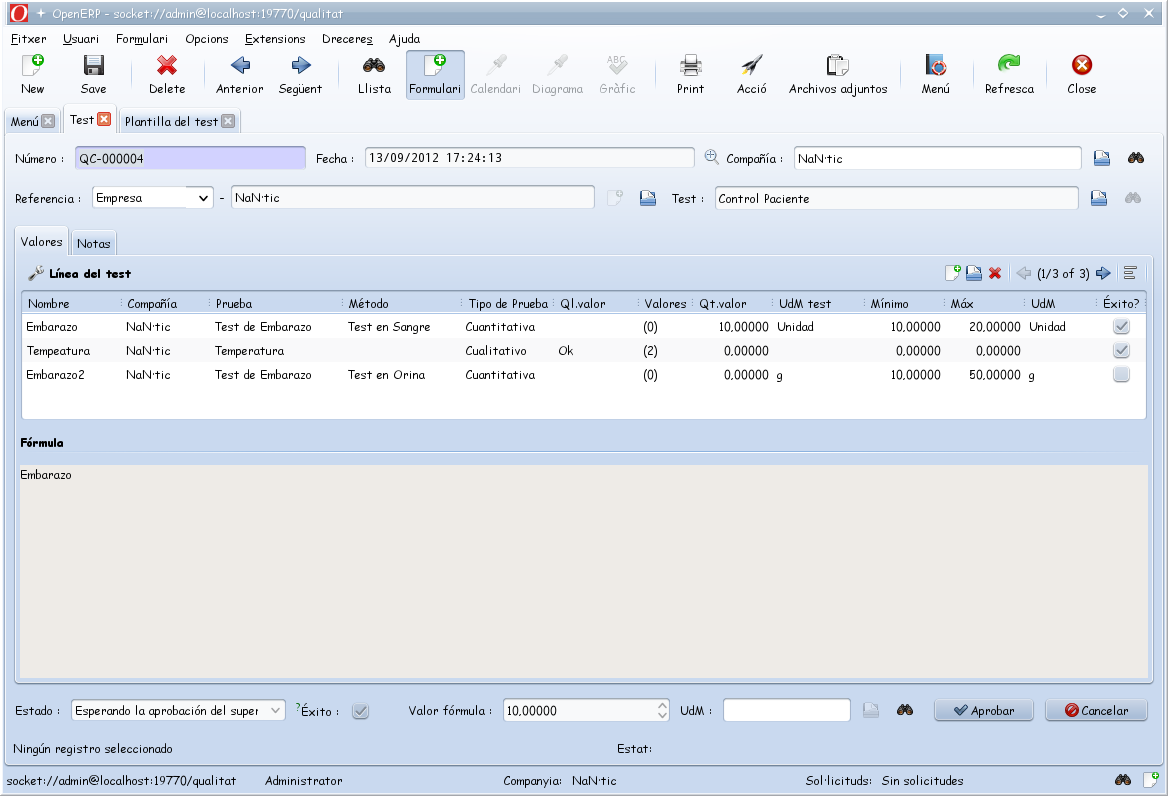 OpenERP - socket://admin@localhost:19770/qualitat
Fitxer Usuari Formulari Opcions Extensions Dreceres Ajuda
New Save Delete Anterior Següent Llista Formulari Calendari Diagrama ABC Gràfic Print Acció Archivos adjuntos Menú Refresca Close
Menú Test Plantilla del test
Número : QC-000004 Fecha : 13/09/2012 17:24:13 Compañía : NaN·tic
Referencia : Empresa - NaN·tic Test : Control Paciente
Valores Notas
Línea del test (1/3 of 3)
Nombre Compañía Prueba Método Tipo de Prueba Ql.valor Valores Qt.valor UdM test Mínimo Máx UdM Éxito?
Embarazo NaN·tic Test de Embarazo Test en Sangre Cuantitativa (0) 10,00000 Unidad 10,00000 20,00000 Unidad
Tempeatura NaN·tic Temperatura Cualitativo Ok (2) 0,00000 0,00000 0,00000
Embarazo2 NaN·tic Test de Embarazo Test en Orina Cuantitativa (0) 0,00000 g 10,00000 50,00000 g
Fórmula
Embarazo
Estado : Esperando la aprobación del super ?Éxito : Valor fórmula : 10,00000 UdM : Aprobar Cancelar
Ningún registro seleccionado Estat:
socket://admin@localhost:19770/qualitat Administrator Companyia: NaN·tic Sol·licituds: Sin solicitudes